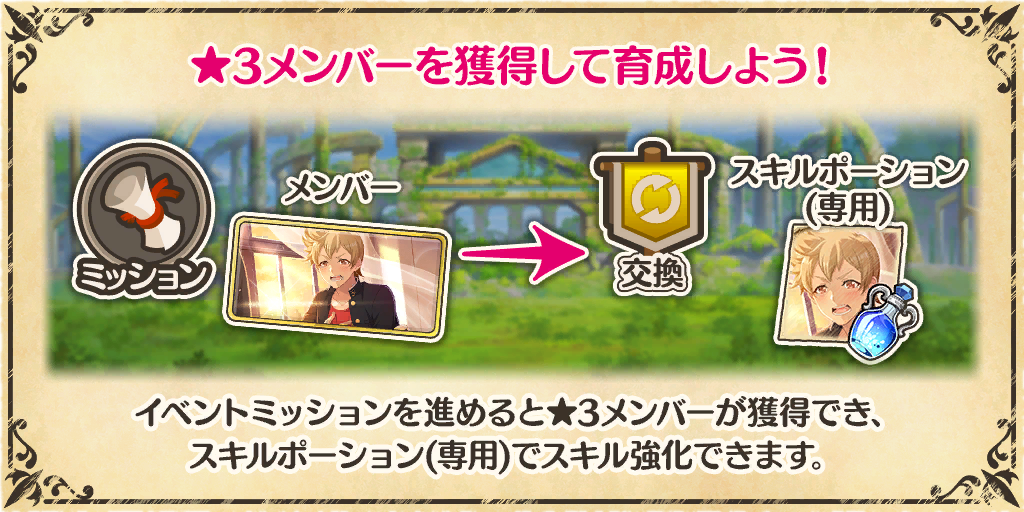 ★3メンバーを獲得して育成しよう!
ミッション
メンバー
交換
スキルポーション
(専用)
イベントミッションを進めると★3メンバーが獲得でき、
スキルポーション(専用)でスキル強化できます。